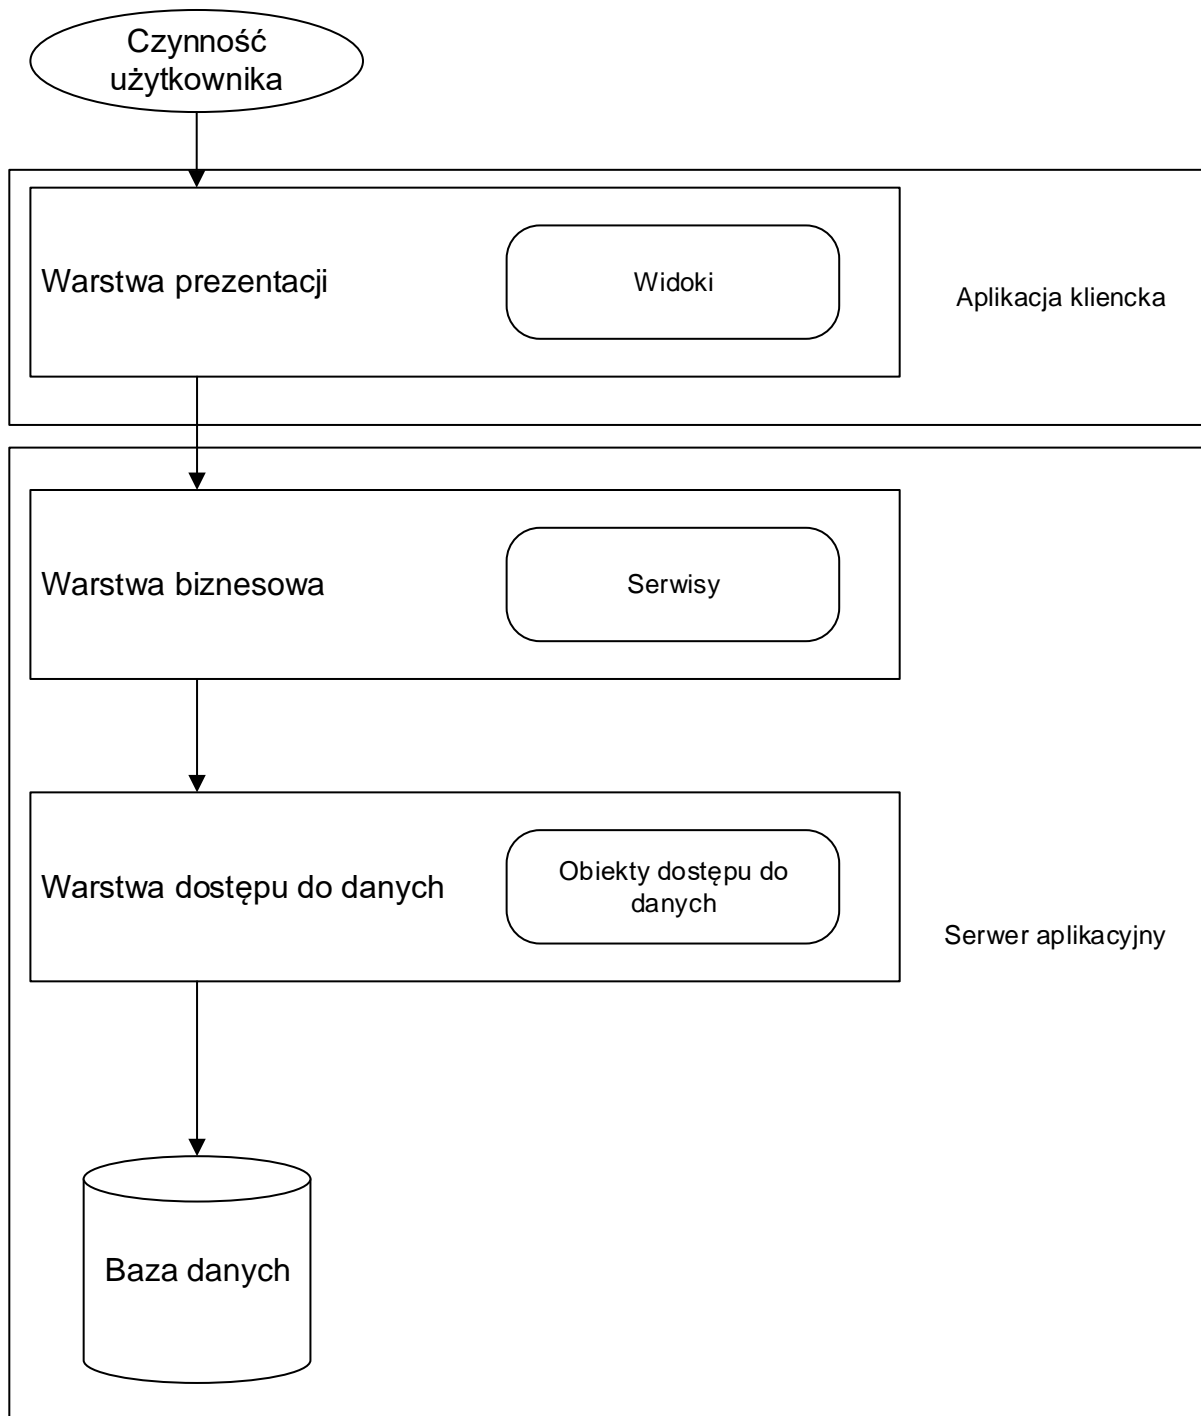 Czynność
użytkownika
Warstwa prezentacji
Widoki
Aplikacja kliencka
Warstwa biznesowa
Serwisy
Warstwa dostępu do danych
Obiekty dostępu do
danych
Serwer aplikacyjny
Baza danych